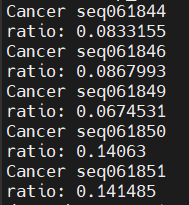 Cancer seq061844
ratio: 0.0833155
Cancer seq061846
ratio: 0.0867993
Cancer seq061849
ratio: 0.0674531
Cancer seq061850
ratio: 0.14063
Cancer seq061851
ratio: 0.141485